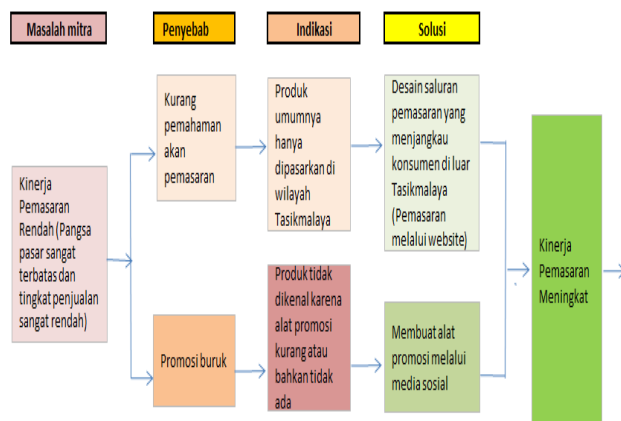 Masalah mitra
Penyebab
Indikasi
Solusi
Kinerja
Pemasaran
Rendah (Pangsa
pasar sangat
terbatas dan
tingkat penjualan
sangat rendah)
Kurang
pemahaman
akan
pemasaran
Produk
umumnya
hanya
dipasarkan di
wilayah
Tasikmalaya
Desain saluran
pemasaran yang
menjangkau
konsumen di luar
Tasikmalaya
(Pemasaran
melalui website)
Promosi buruk
Produk tidak
dikenal karena
alat promosi
kurang atau
bahkan tidak
ada
Membuat alat
promosi melalui
media sosial
Kinerja
Pemasaran
Meningkat